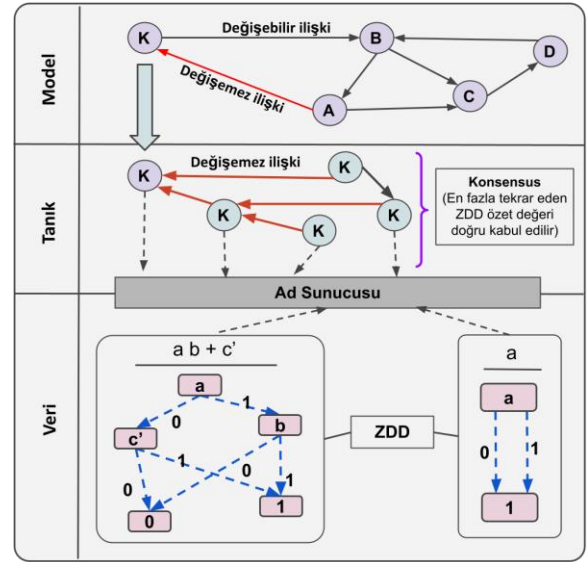 Model
K
Değişebilir ilişki
B
D
Değişemez ilişki
A
C
Tanık
Değişemez ilişki
K
K
K
K
K
Konsensus
(En fazla tekrar eden
ZDD özet değeri
doğru kabul edilir)
Ad Sunucusu
Veri
a b + c’
a
0
1
c’
b
0
1
0
1
0
1
ZDD
a
a
0
1
1